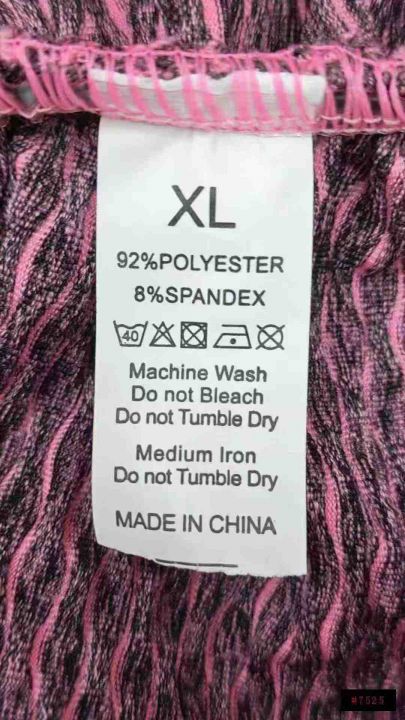 XL
92%POLYESTER
8%SPANDEX
40
Machine Wash
Do not Bleach
Do not Tumble Dry
Medium Iron
Do not Tumble Dry
MADE IN CHINA
#7525